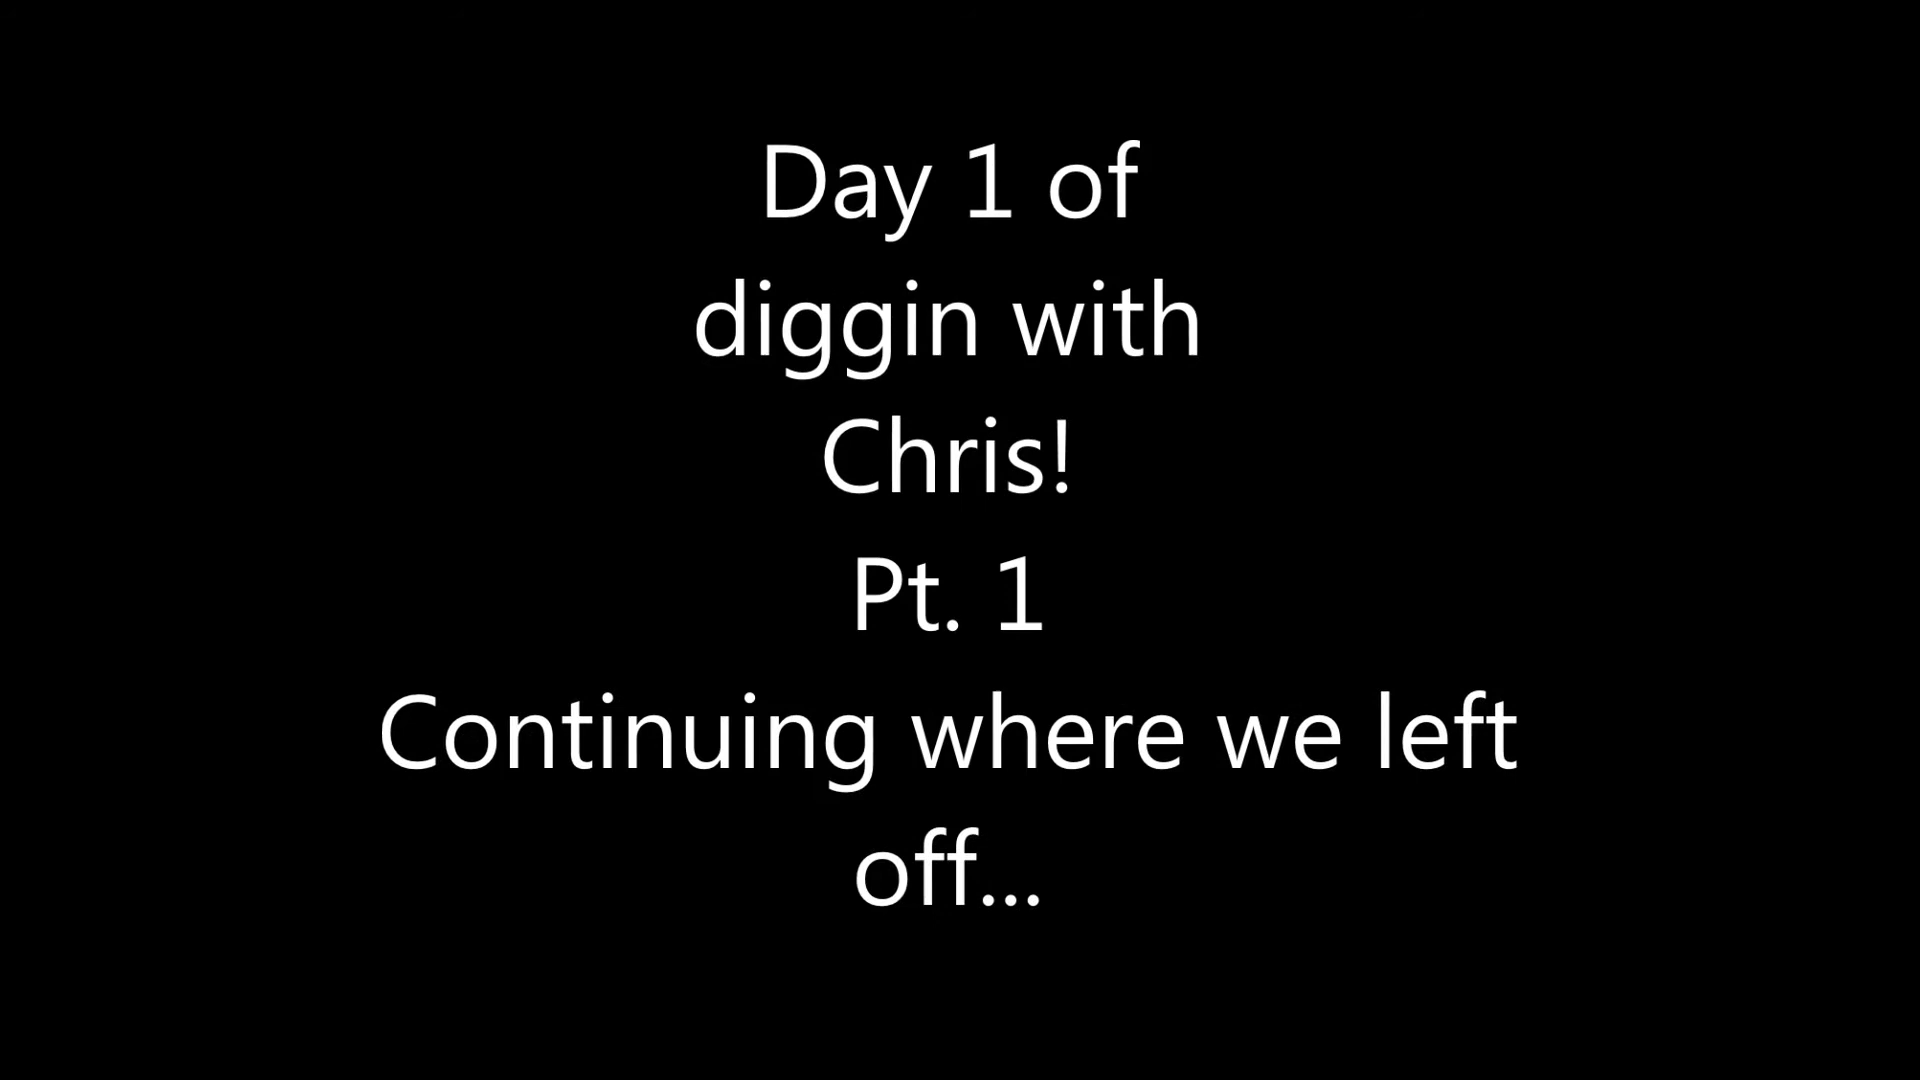 Day 1 of
diggin with
Chris!
Pt. 1
Continuing where we left
off...